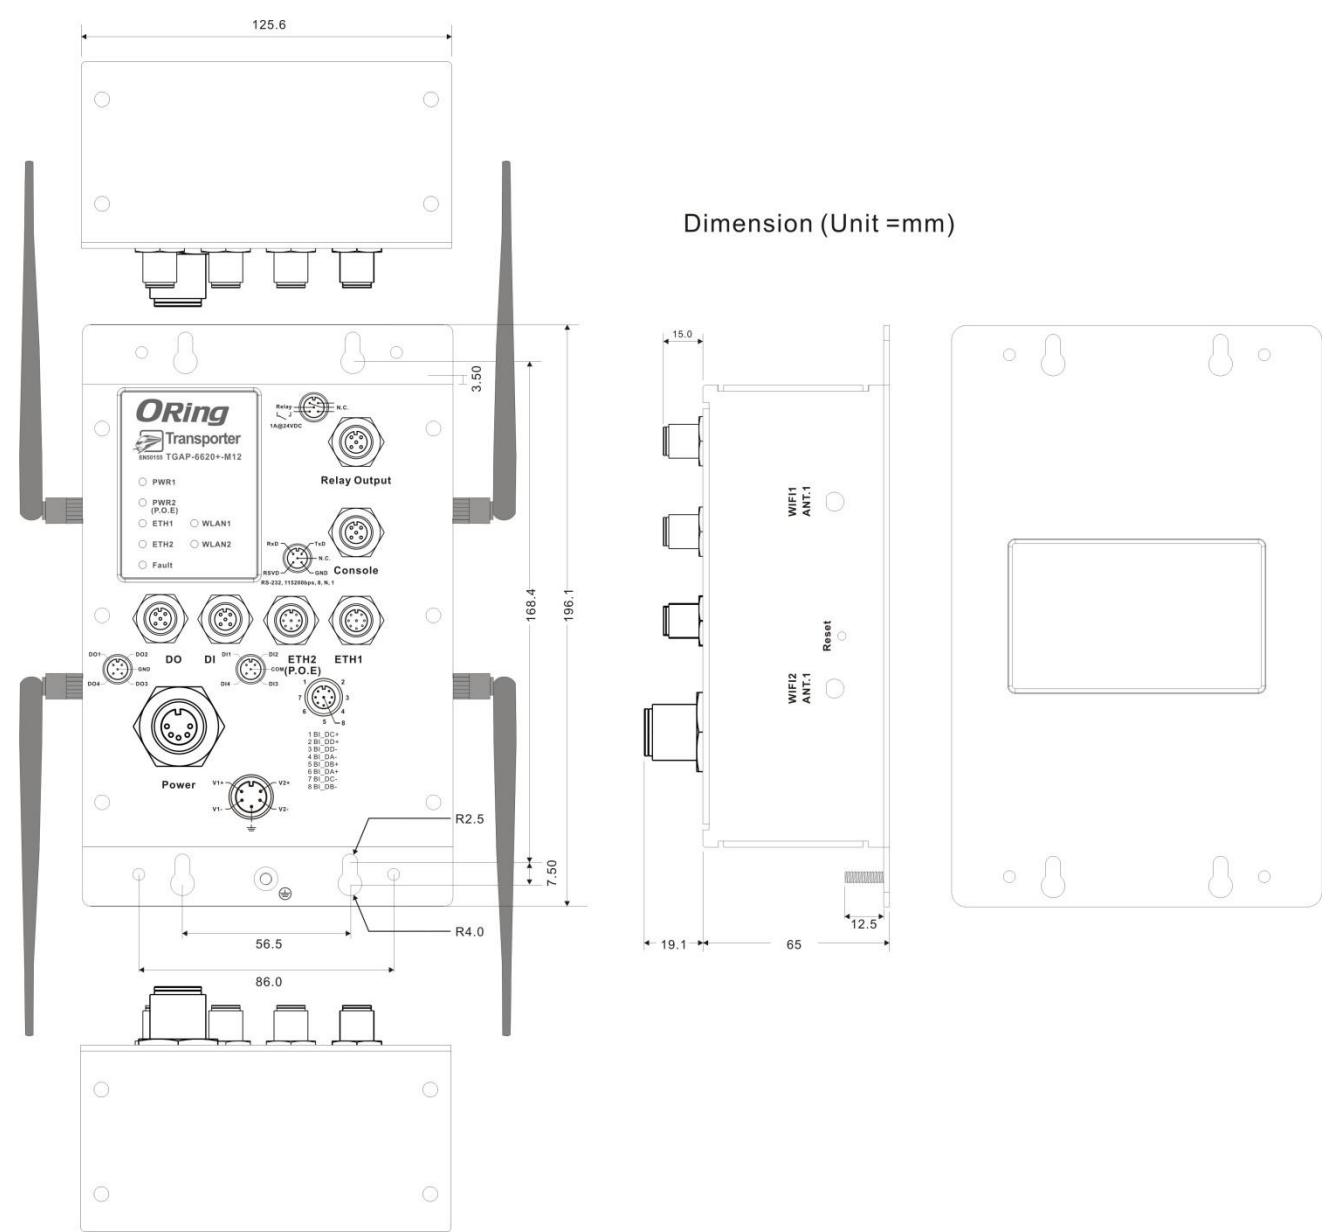 125.6
Dimension (Unit =mm)
15.0
3.50
ORing
Transporter
EN50155 TGAP-6620+-M12
PWR1
PWR2
(P.O.E)
ETH1
WLAN1
ETH2
WLAN2
Fault
Relay
N.C.
1A@24VDC
Relay Output
RxD
TxD
N.C.
RSVD
GND
RS-232, 115200bps, 8, N, 1
Console
168.4
196.1
WIFI1
ANT.1
Reset
WIFI2
ANT.1
DO
DI
ETH2
(P.O.E)
ETH1
DO1
DO2
GND
DO4
DO3
DI1
DI2
COM
DI4
DI3
1
2
7
3
6
4
5
8
1 BI_DC+
2 BI_DD+
3 BI_DD-
4 BI_DA-
5 BI_DB+
6 BI_DA+
7 BI_DC-
8 BI_DB-
Power
V1+
V2+
V1-
V2-
R2.5
7.50
R4.0
56.5
86.0
12.5
19.1
65